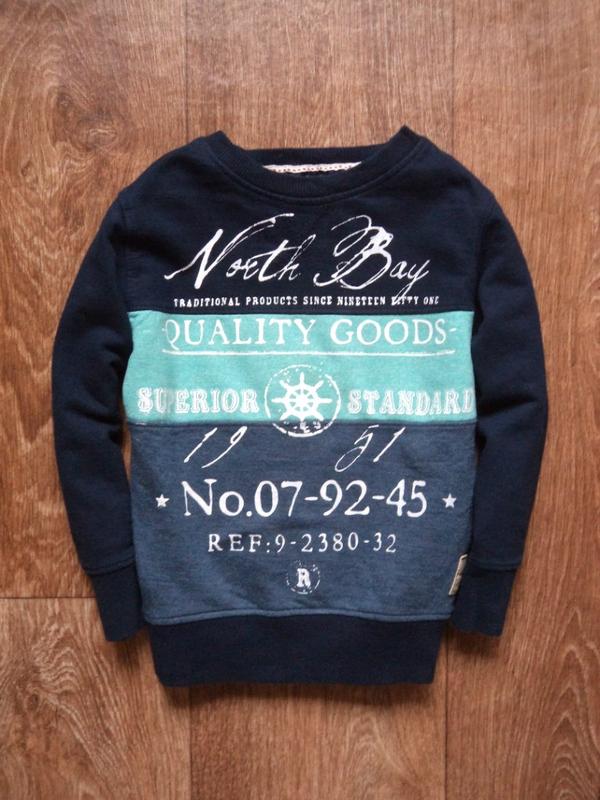 North Bay
TRADITIONAL PRODUCTS SINCE NINETEEN FIFTY ONE
-QUALITY GOODS-
SUPERIOR STANDARD
19 51
★ No.07-92-45 ★
REF:9-2380-32
R